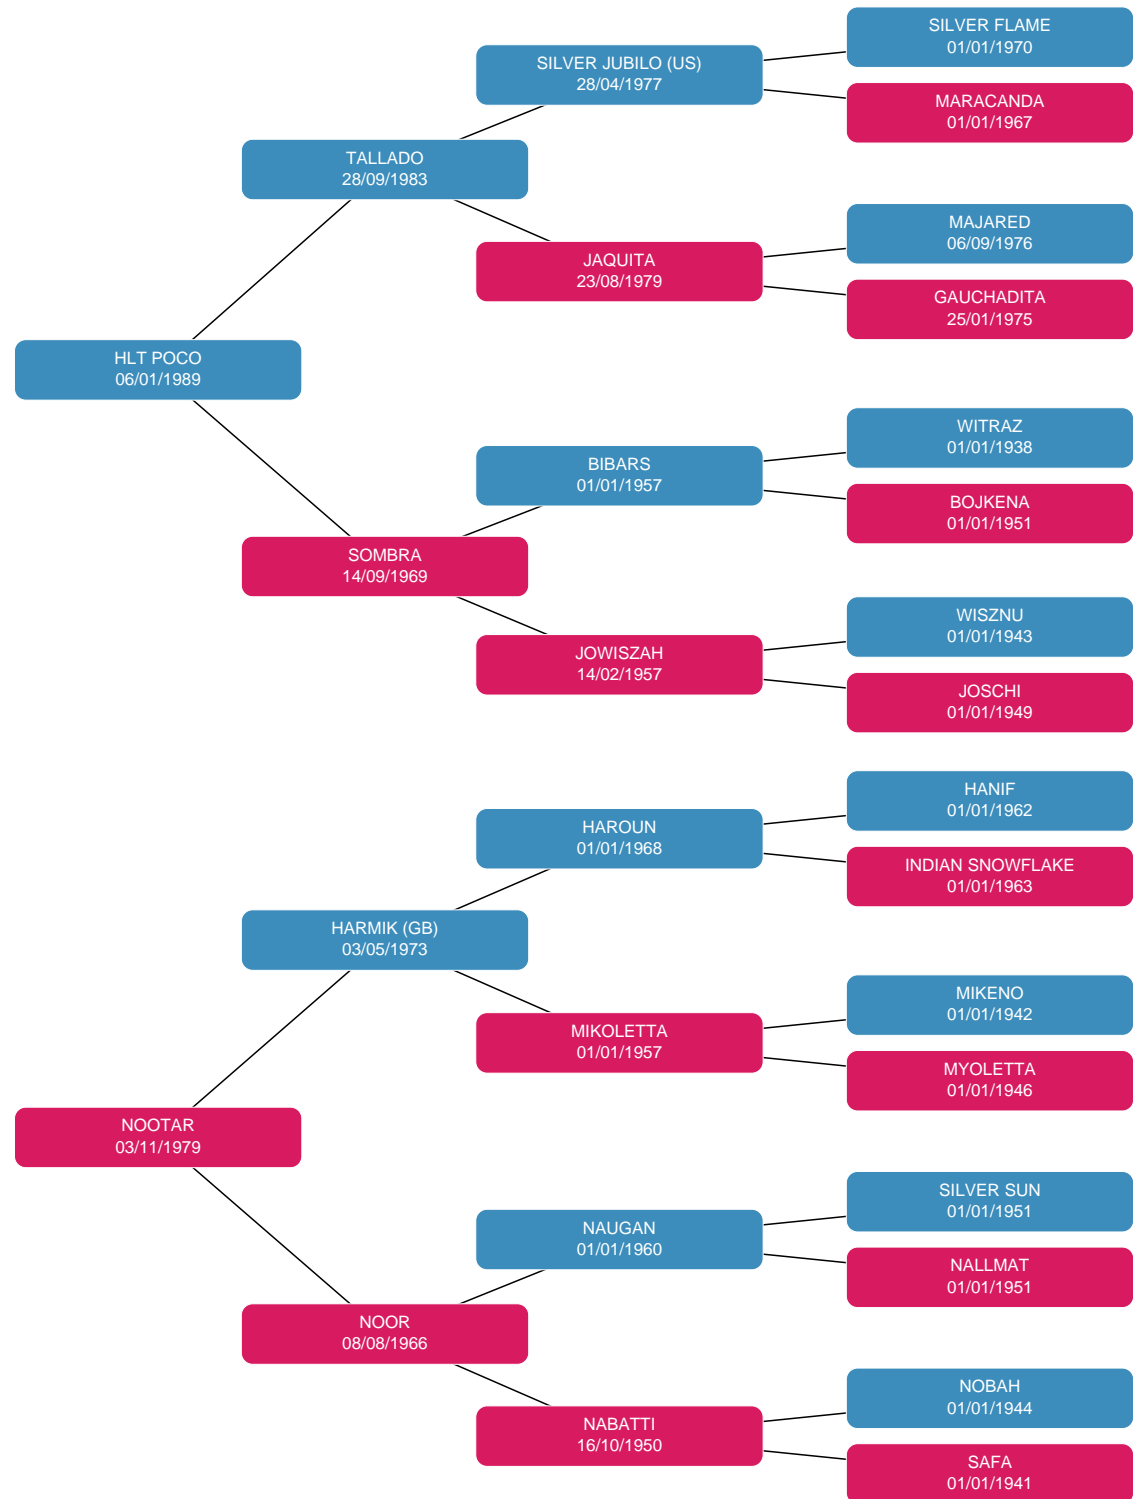 SILVER FLAME
01/01/1970
SILVER JUBILO (US)
28/04/1977
MARACANDA
01/01/1967
TALLADO
28/09/1983
MAJARED
06/09/1976
JAQUITA
23/08/1979
GAUCHADITA
25/01/1975
HLT POCO
06/01/1989
WITRAZ
01/01/1938
BIBARS
01/01/1957
BOJKENA
01/01/1951
SOMBRA
14/09/1969
WISZNU
01/01/1943
JOWISZAH
14/02/1957
JOSCHI
01/01/1949
HANIF
01/01/1962
HAROUN
01/01/1968
INDIAN SNOWFLAKE
01/01/1963
HARMIK (GB)
03/05/1973
MIKENO
01/01/1942
MIKOLETTA
01/01/1957
MYOLETTA
01/01/1946
NOOTAR
03/11/1979
SILVER SUN
01/01/1951
NAUGAN
01/01/1960
NALLMAT
01/01/1951
NOOR
08/08/1966
NOBAH
01/01/1944
NABATTI
16/10/1950
SAFA
01/01/1941